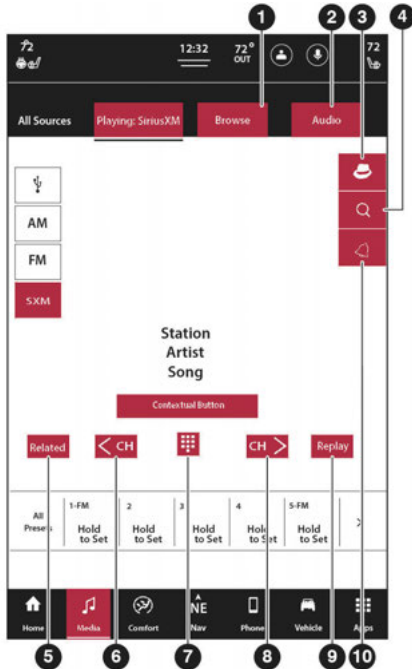 1 2 3 4
72 12:32 72° OUT 72
All Sources Playing: SiriusXM Browse Audio
AM
FM
SXM
Station
Artist
Song
Contextual Button
Related < CH CH > Replay
All Presets 1-FM Hold to Set 2 Hold to Set 3 Hold to Set 4 Hold to Set 5-FM Hold to Set >
Home Media Comfort NE Nav Phone Vehicle Apps
5 6 7 8 9 10